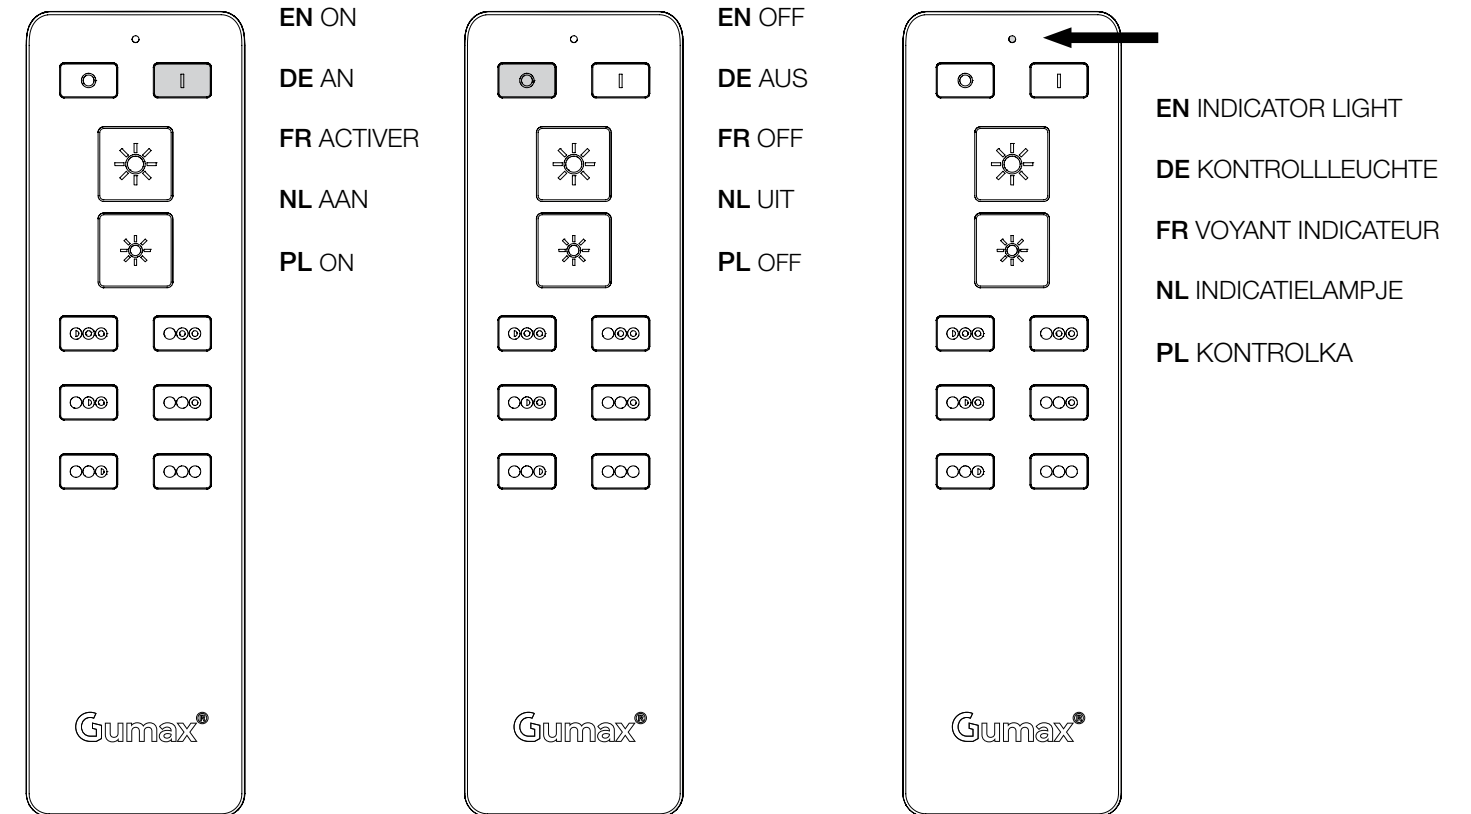 EN ON
DE AN
FR ACTIVER
NL AAN
PL ON
Gumax®
EN OFF
DE AUS
FR OFF
NL UIT
PL OFF
Gumax®
EN INDICATOR LIGHT
DE KONTROLLLEUCHTE
FR VOYANT INDICATEUR
NL INDICATIELAMPJE
PL KONTROLKA
Gumax®